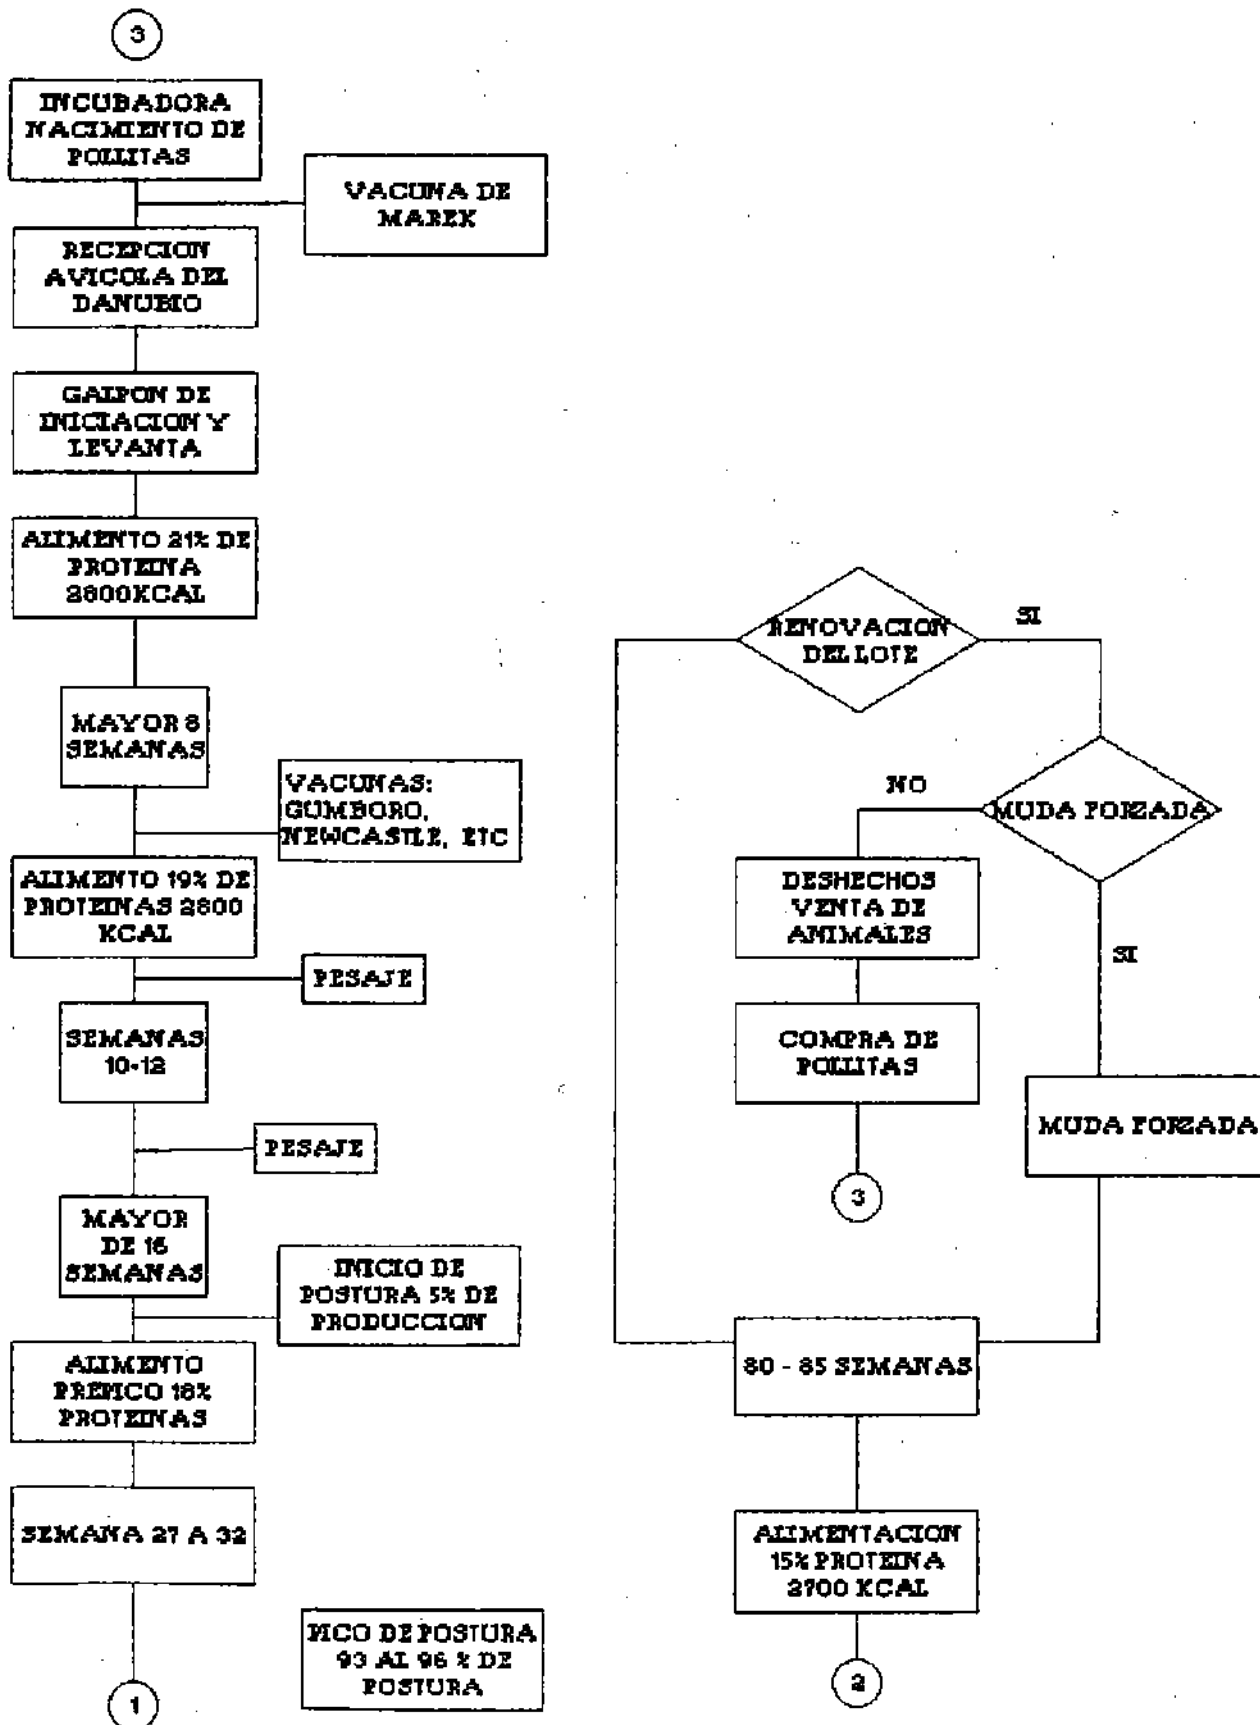 3
INCUBADORA
NACIMIENTO DE
POLLITAS
VACUNA DE
MAREK
RECEPCION
AVICOLA DEL
DANUBIO
GALPON DE
INICIACION Y
LEVANTA
ALIMENTO 21% DE
PROTEINA
2800KCAL
MAYOR 8
SEMANAS
VACUNAS:
GUMBORO,
NEWCASTLE, ETC
ALIMENTO 19% DE
PROTEINAS 2800
KCAL
PESAJE
SEMANAS
10-12
PESAJE
MAYOR
DE 16
SEMANAS
INICIO DE
POSTURA 5% DE
PRODUCCION
ALIMENTO
PREPICO 18%
PROTEINAS
SEMANA 27 A 32
PICO DE POSTURA
93 AL 96 % DE
POSTURA
1
RENOVACION
DEL LOTE
SI
MUDA FORZADA
NO
SI
DESHECHOS
VENTA DE
ANIMALES
COMPRA DE
POLLITAS
3
MUDA FORZADA
80 - 85 SEMANAS
ALIMENTACION
15% PROTEINA
2700 KCAL
2